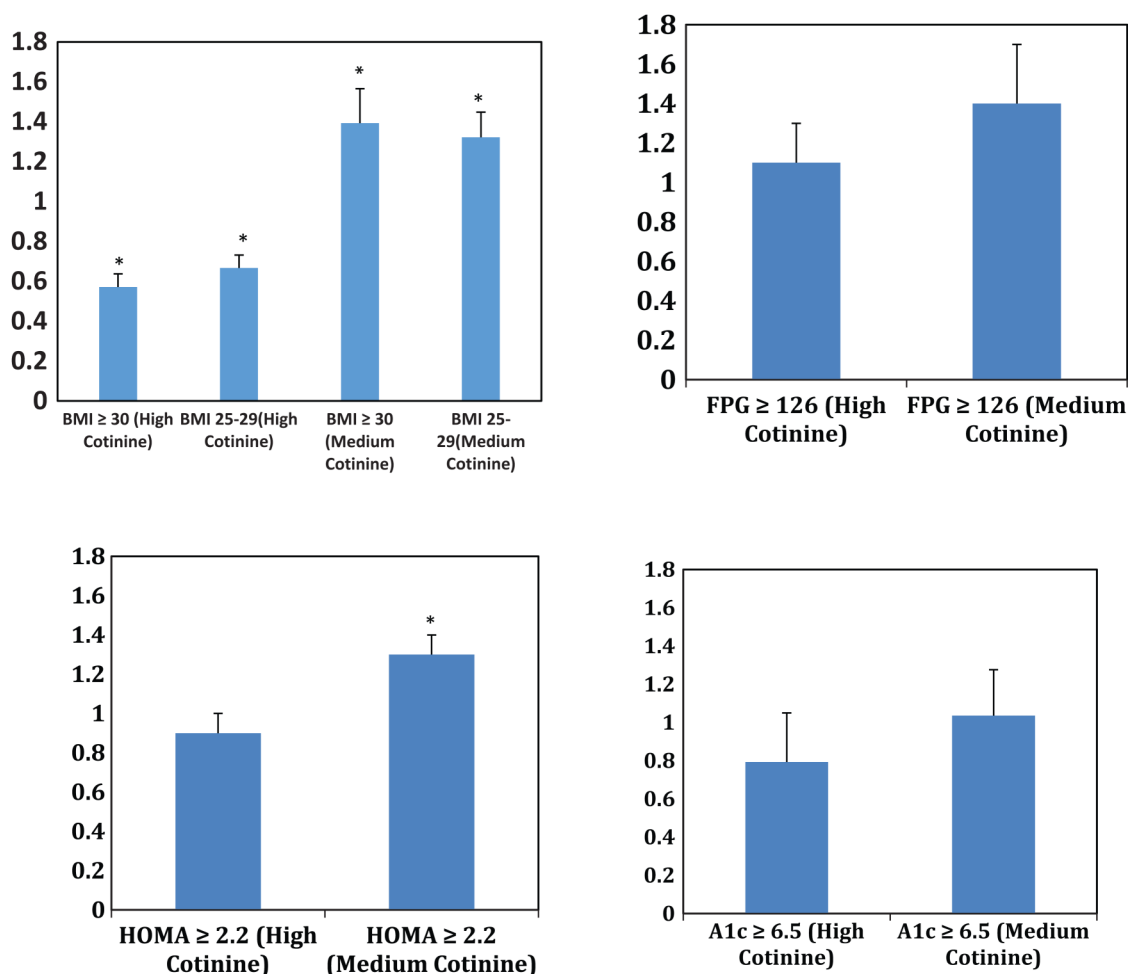 1.8
1.6
1.4
1.2
1
0.8
0.6
0.4
0.2
0
*
*
*
*
BMI ≥ 30 (High
Cotinine)
BMI 25-29(High
Cotinine)
BMI ≥ 30
(Medium
Cotinine)
BMI 25-
29(Medium
Cotinine)
1.8
1.6
1.4
1.2
1
0.8
0.6
0.4
0.2
0
FPG ≥ 126 (High
Cotinine)
FPG ≥ 126 (Medium
Cotinine)
1.8
1.6
1.4
1.2
1
0.8
0.6
0.4
0.2
0
*
HOMA ≥ 2.2 (High
Cotinine)
HOMA ≥ 2.2
(Medium Cotinine)
1.8
1.6
1.4
1.2
1
0.8
0.6
0.4
0.2
0
A1c ≥ 6.5 (High
Cotinine)
A1c ≥ 6.5 (Medium
Cotinine)